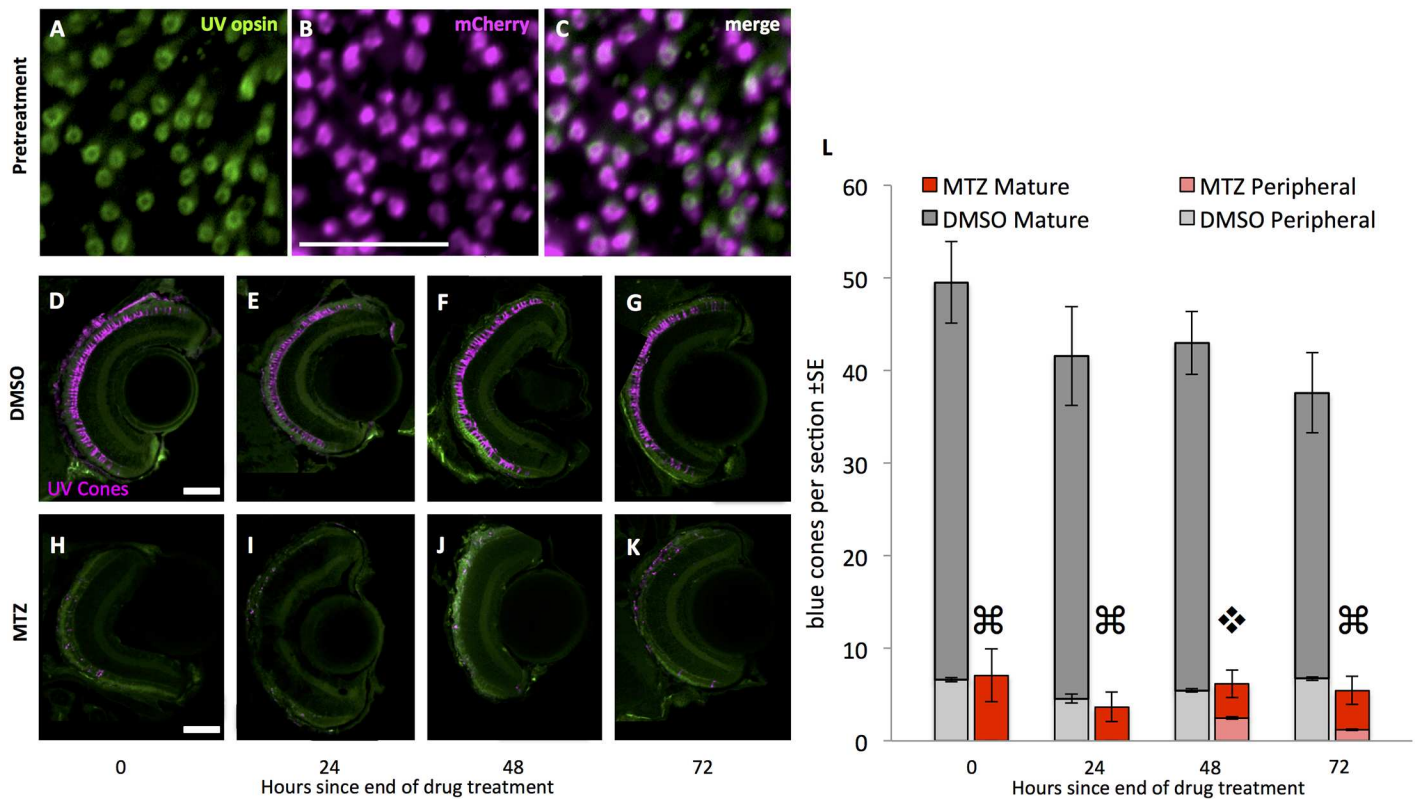 A UV opsin
B mCherry
C merge
Pretreatment
D
E
F
G
DMSO
UV Cones
H
I
J
K
MTZ
0 24 48 72
Hours since end of drug treatment
L
MTZ Mature MTZ Peripheral
DMSO Mature DMSO Peripheral
blue cones per section ±SE
60
50
40
30
20
10
0
⌘ ⌘ ❖ ⌘
0 24 48 72
Hours since end of drug treatment